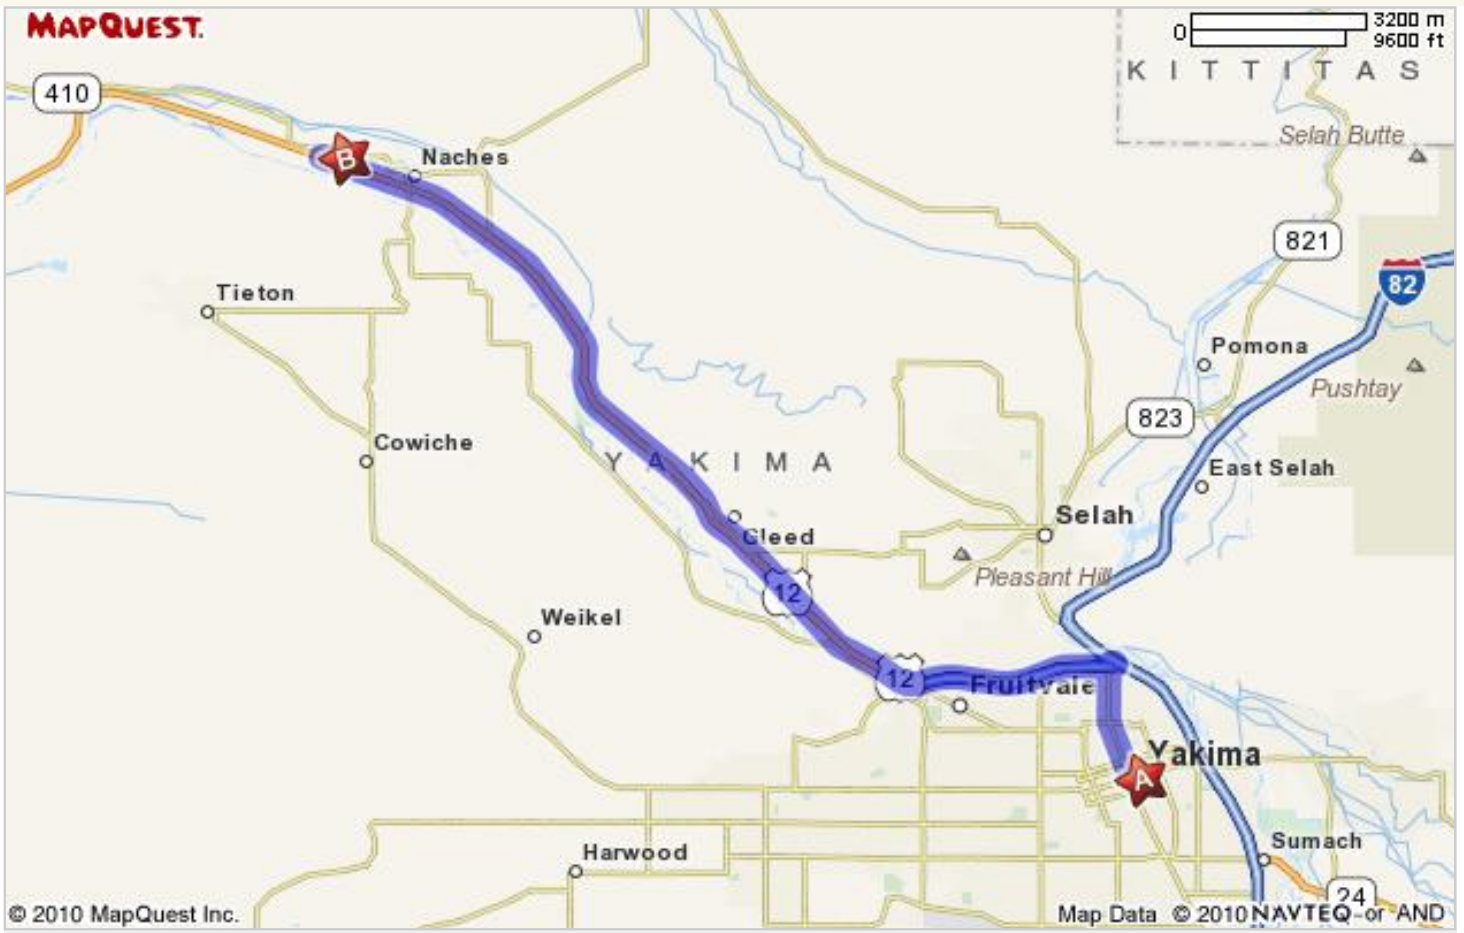 MAPQUEST.
0
3200 m
9600 ft
410
KITTITAS
Selah Butte
B
Naches
821
82
Tieton
Pomona
Pushtay
823
Cowiche
YAKIMA
East Selah
Selah
Gleed
Pleasant Hill
12
Weikel
12
Fruitvale
Yakima
A
Sumach
Harwood
24
© 2010 MapQuest Inc.
Map Data © 2010 NAVTEQ or AND